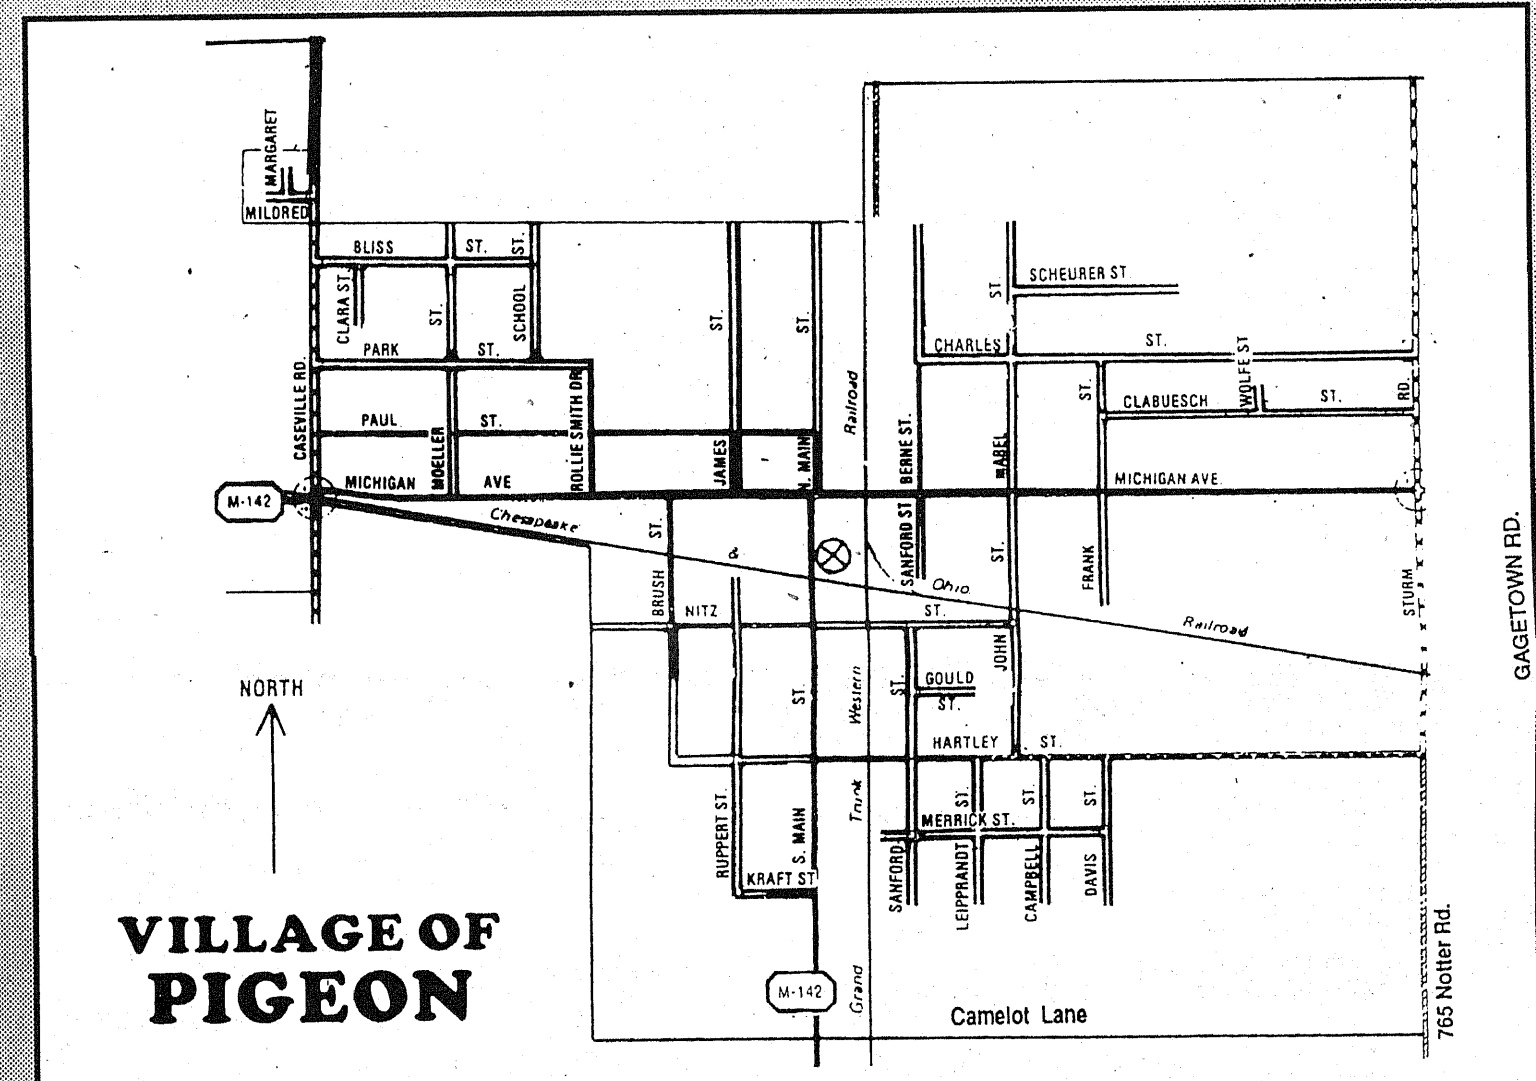 MARGARET
MILDRED
BLISS ST.
ST.
CLARA ST.
ST.
SCHOOL
PARK ST.
CASEVILLE RD.
PAUL ST.
MOELLER
ROLLIE SMITH DR.
MICHIGAN AVE
M-142
ST.
ST.
JAMES
N. MAIN
Railroad
ST.
SCHEURER ST.
CHARLES ST.
WOLFE ST
ST.
CLABUESCH ST.
RD.
BERNE ST.
MABEL
MICHIGAN AVE.
Chesapeake
&
Ohio
Railroad
ST.
BRUSH
SANFORD ST
ST.
FRANK
STURM
GAGETOWN RD.
NITZ ST.
JOHN
NORTH
ST.
Western
ST.
GOULD
ST.
HARTLEY ST.
RUPPERT ST.
S. MAIN
Trunk
ST.
ST.
ST.
MERRICK ST.
KRAFT ST
SANFORD
LEIPPRANDT
CAMPBELL
DAVIS
VILLAGE OF
PIGEON
M-142
Grand
Camelot Lane
765 Notter Rd.